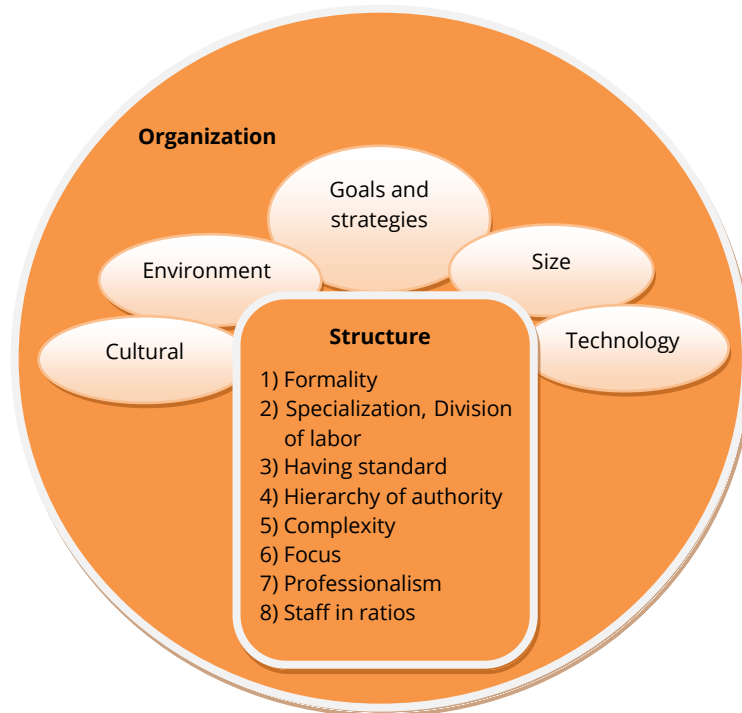 Organization
Goals and
strategies
Environment
Size
Cultural
Technology
Structure
1) Formality
2) Specialization, Division
of labor
3) Having standard
4) Hierarchy of authority
5) Complexity
6) Focus
7) Professionalism
8) Staff in ratios